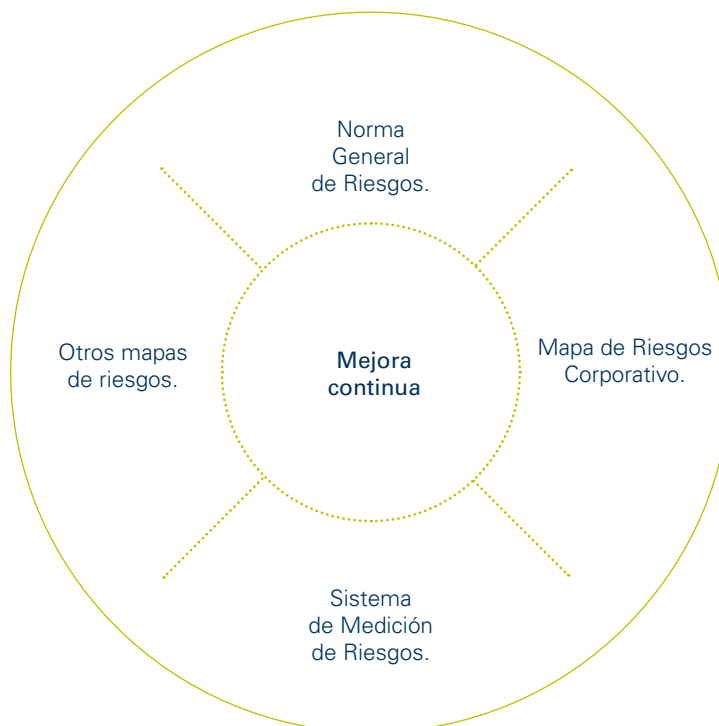 Norma
General
de Riesgos.
Otros mapas
de riesgos.
Mejora
continua
Mapa de Riesgos
Corporativo.
Sistema
de Medición
de Riesgos.